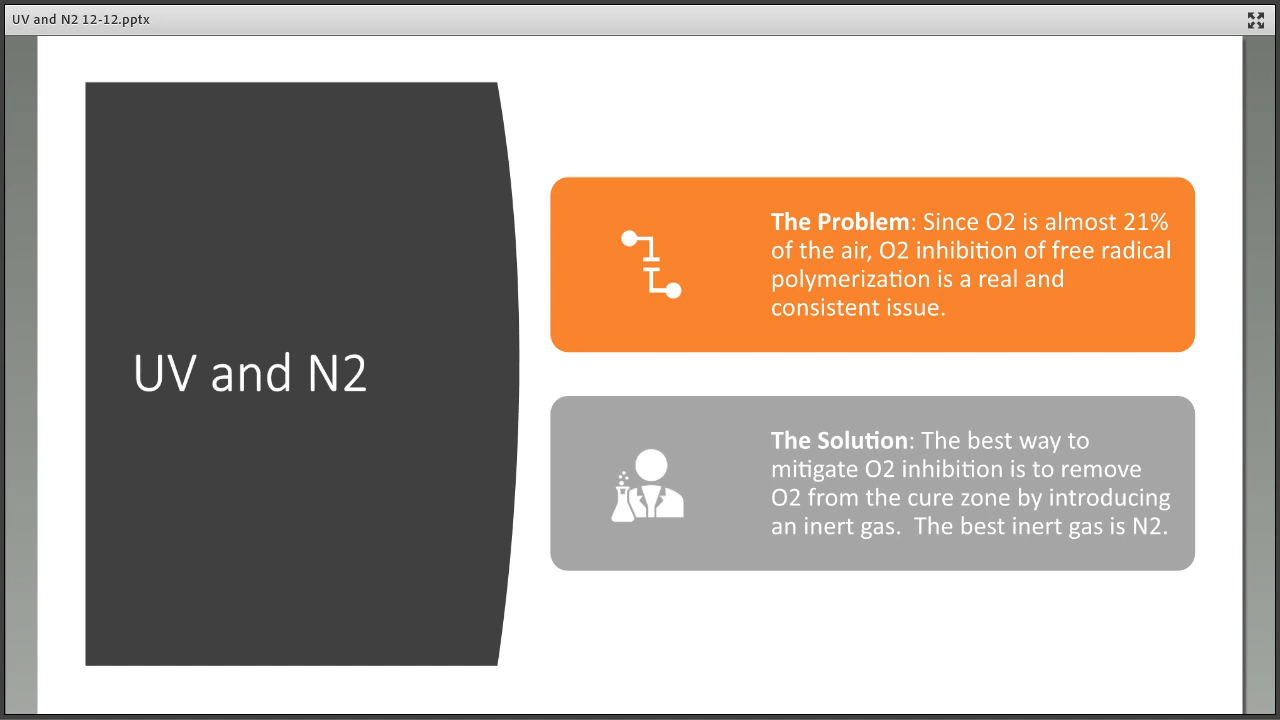 UV and N2 12-12.pptx
UV and N2
The Problem: Since O2 is almost 21%
of the air, O2 inhibition of free radical
polymerization is a real and
consistent issue.
The Solution: The best way to
mitigate O2 inhibition is to remove
O2 from the cure zone by introducing
an inert gas.  The best inert gas is N2.